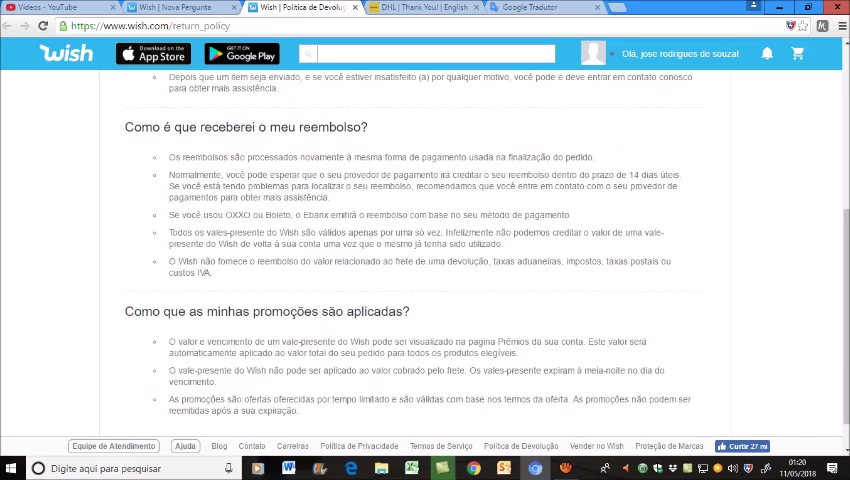 Videos - YouTube
Wish | Nova Pergunta
Wish | Política de Devoluç
DHL | Thank You! | English
Google Tradutor
https://www.wish.com/return_policy
wish
Download on the
App Store
GET IT ON
Google Play
Olá, jose rodrigues de souza!
Depois que um item seja enviado, e se você estiver insatisfeito (a) por qualquer motivo, você pode e deve entrar em contato conosco
para obter mais assistência.
Como é que receberei o meu reembolso?
Os reembolsos são processados novamente à mesma forma de pagamento usada na finalização do pedido.
Normalmente, você pode esperar que o seu provedor de pagamento irá creditar o seu reembolso dentro do prazo de 14 dias úteis.
Se você está tendo problemas para localizar o seu reembolso, recomendamos que você entre em contato com o seu provedor de
pagamentos para obter mais assistência.
Se você usou OXXO ou Boleto, o Ebanx emitirá o reembolso com base no seu método de pagamento.
Todos os vales-presente do Wish são válidos apenas por uma só vez. Infelizmente não podemos creditar o valor de uma vale-
presente do Wish de volta à sua conta uma vez que o mesmo já tenha sido utilizado.
O Wish não fornece o reembolso do valor relacionado ao frete de uma devolução, taxas aduaneiras, impostos, taxas postais ou
custos IVA.
Como que as minhas promoções são aplicadas?
O valor e vencimento de um vale-presente do Wish pode ser visualizado na pagina Prêmios da sua conta. Este valor será
automaticamente aplicado ao valor total do seu pedido para todos os produtos elegíveis.
O vale-presente do Wish não pode ser aplicado ao valor cobrado pelo frete. Os vales-presente expiram à meia-noite no dia do
vencimento.
As promoções são ofertas oferecidas por tempo limitado e são válidas com base nos termos da oferta. As promoções não podem ser
reemitidas após a sua expiração.
Equipe de Atendimento
Ajuda
Blog
Contato
Carreiras
Política de Privacidade
Termos de Serviço
Política de Devolução
Vender no Wish
Proteção de Marcas
Curtir 27 mi
Digite aqui para pesquisar
01:20
11/05/2018